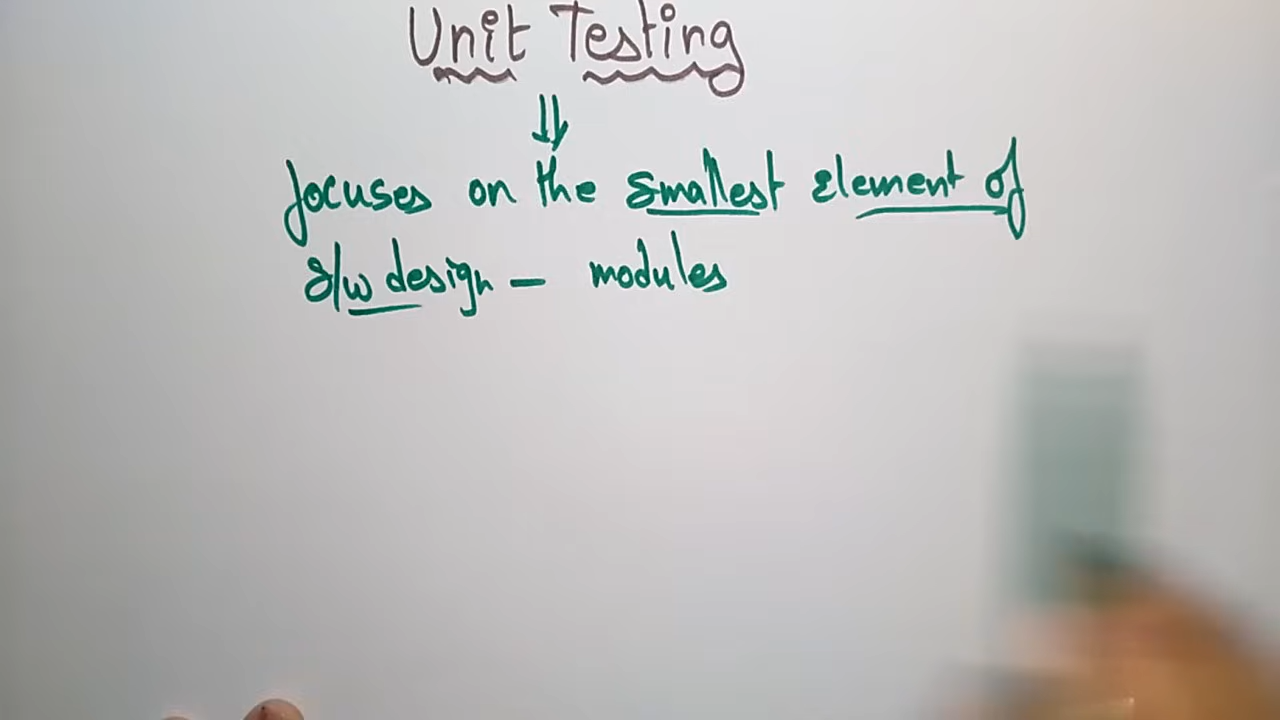 Unit Testing
focuses on the smallest element of
s/w design - modules